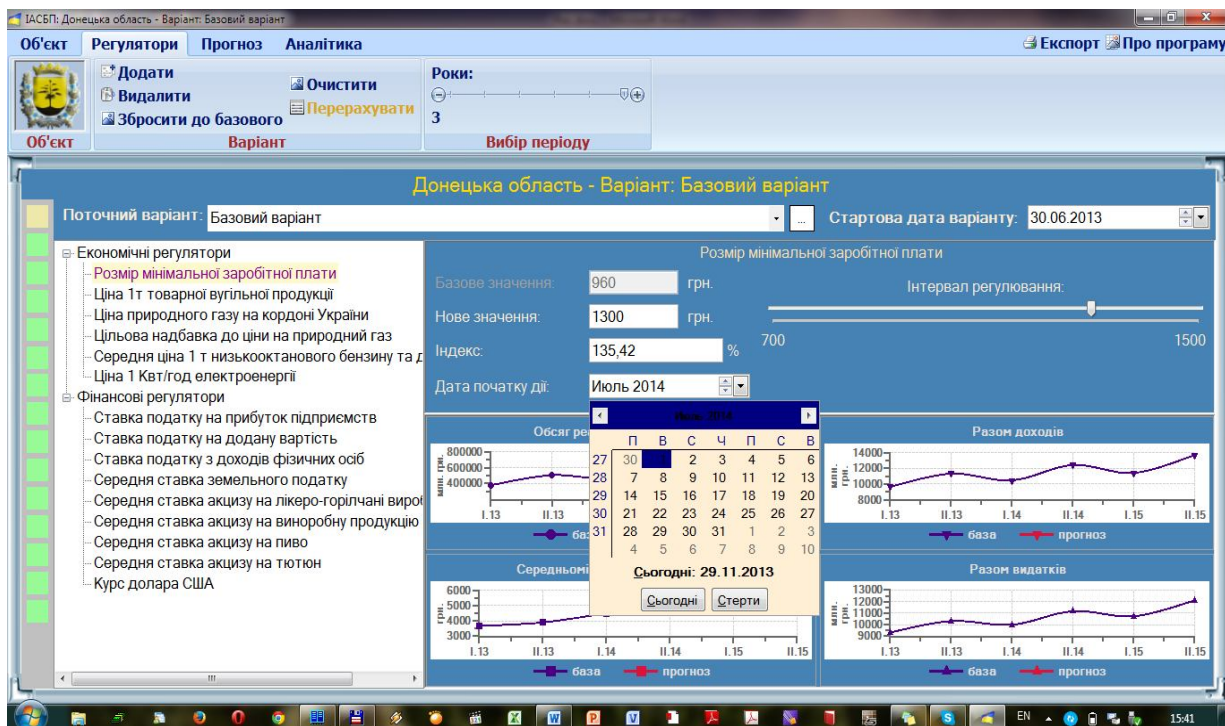 ІАСБП: Донецька область - Варіант: Базовий варіант
Об'єкт Регулятори Прогноз Аналітика Експорт Про програму
Додати
Видалити
Збросити до базового
Очистити
Перерахувати
Роки:
3
Об'єкт Варіант Вибір періоду
Донецька область - Варіант: Базовий варіант
Поточний варіант: Базовий варіант ... Стартова дата варіанту: 30.06.2013
Економічні регулятори
Розмір мінімальної заробітної плати
Ціна 1т товарної вугільної продукції
Ціна природного газу на кордоні України
Цільова надбавка до ціни на природний газ
Середня ціна 1 т низькооктанового бензину та д
Ціна 1 Квт/год електроенергії
Фінансові регулятори
Ставка податку на прибуток підприємств
Ставка податку на додану вартість
Ставка податку з доходів фізичних осіб
Середня ставка земельного податку
Середня ставка акцизу на лікеро-горілчані вироб
Середня ставка акцизу на виноробну продукцію
Середня ставка акцизу на пиво
Середня ставка акцизу на тютюн
Курс долара США
Розмір мінімальної заробітної плати
Базове значення: 960 грн.
Нове значення: 1300 грн.
Індекс: 135,42 %
Дата початку дії: Июль 2014
Інтервал регулювання:
700 1500
Июль 2014
П В С Ч П С В
27 30 1 2 3 4 5 6
28 7 8 9 10 11 12 13
29 14 15 16 17 18 19 20
30 21 22 23 24 25 26 27
31 28 29 30 31 1 2 3
4 5 6 7 8 9 10
Сьогодні: 29.11.2013
Сьогодні Стерти
Обсяг ре
млн. грн.
800000
600000
400000
I.13 II.13
баз
Разом доходів
млн. грн.
14000
12000
10000
8000
I.13 II.13 I.14 II.14 I.15 II.15
база прогноз
Середньомі
грн.
6000
5000
4000
3000
I.13 II.13 I.14 II.14 I.15 II.15
база прогноз
Разом видатків
млн. грн.
13000
12000
11000
10000
9000
I.13 II.13 I.14 II.14 I.15 II.15
база прогноз
EN 15:41